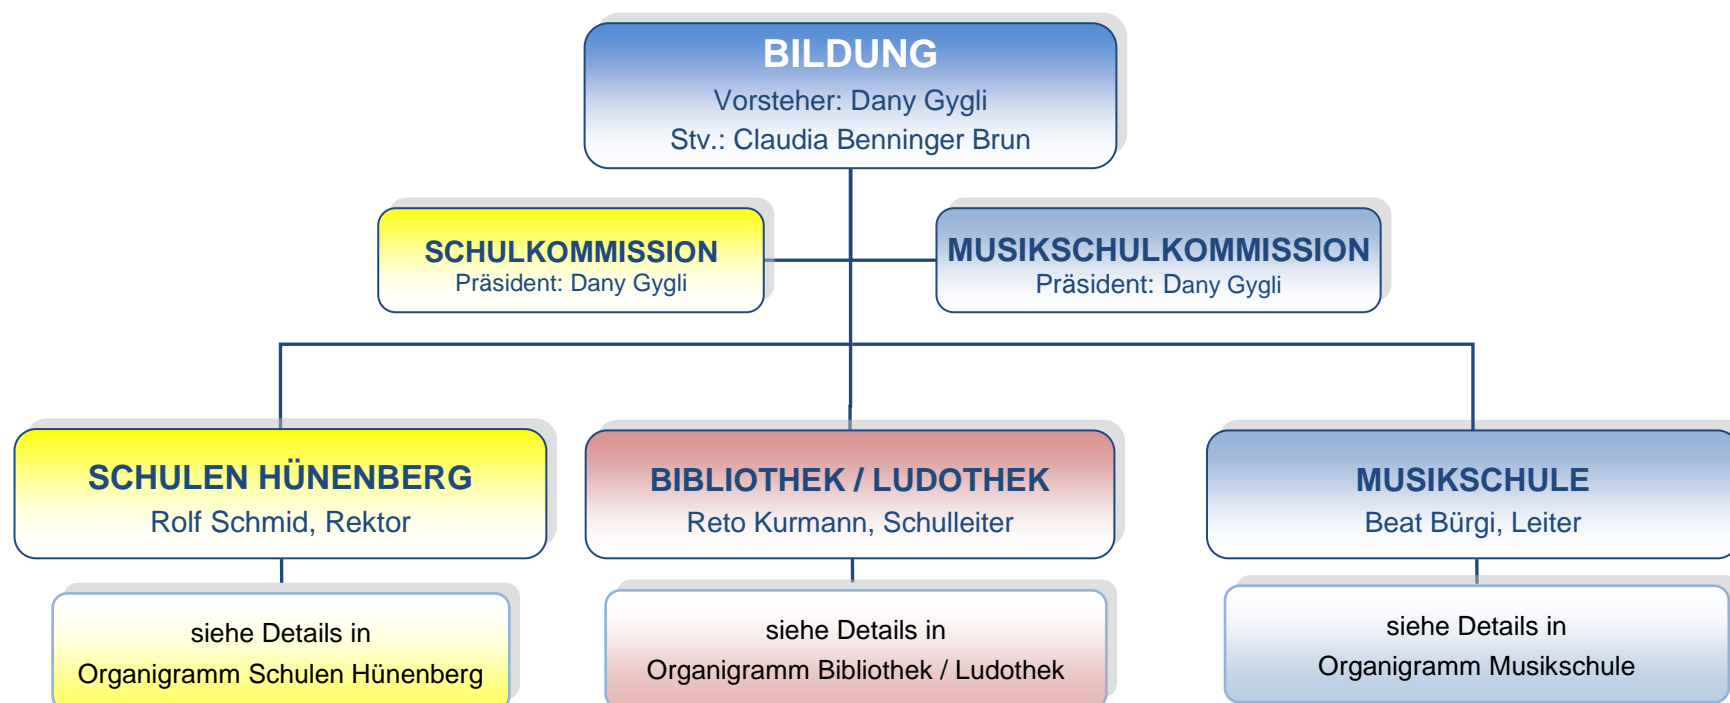 BILDUNG
Vorsteher: Dany Gygli
Stv.: Claudia Benninger Brun
SCHULKOMMISSION
Präsident: Dany Gygli
MUSIKSCHULKOMMISSION
Präsident: Dany Gygli
SCHULEN HÜNENBERG
Rolf Schmid, Rektor
BIBLIOTHEK / LUDOTHEK
Reto Kurmann, Schulleiter
MUSIKSCHULE
Beat Bürgi, Leiter
siehe Details in
Organigramm Schulen Hünenberg
siehe Details in
Organigramm Bibliothek / Ludothek
siehe Details in
Organigramm Musikschule